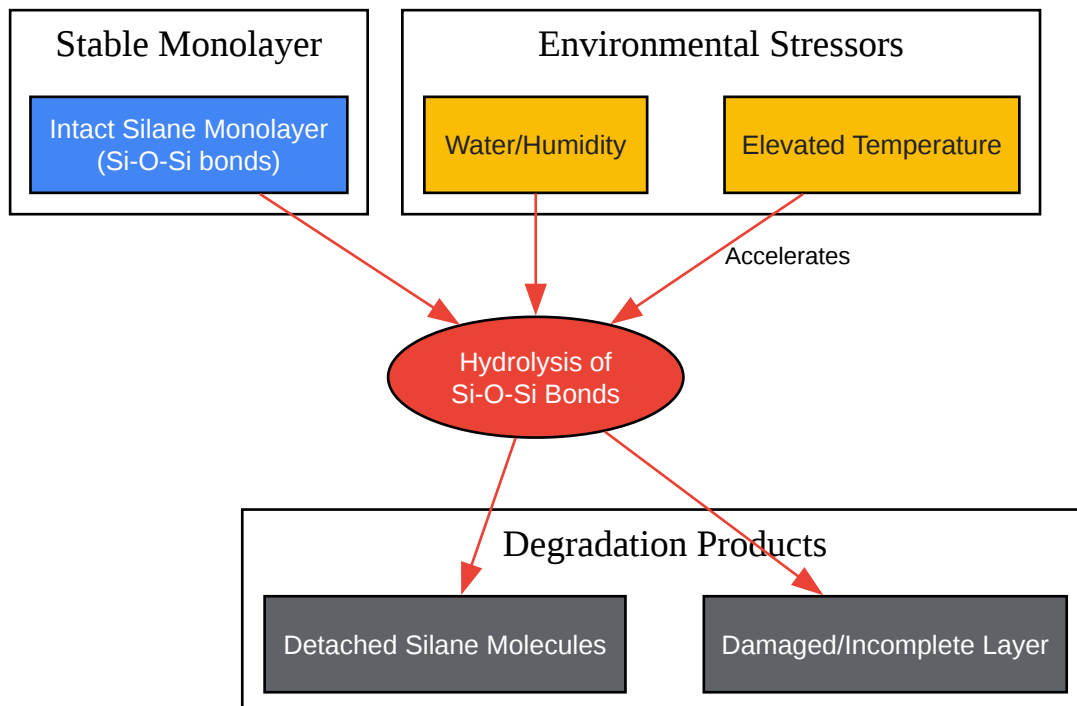 Stable Monolayer
Environmental Stressors
Intact Silane Monolayer
(Si-O-Si bonds)
Water/Humidity
Elevated Temperature
Accelerates
Hydrolysis of
Si-O-Si Bonds
Degradation Products
Detached Silane Molecules
Damaged/Incomplete Layer